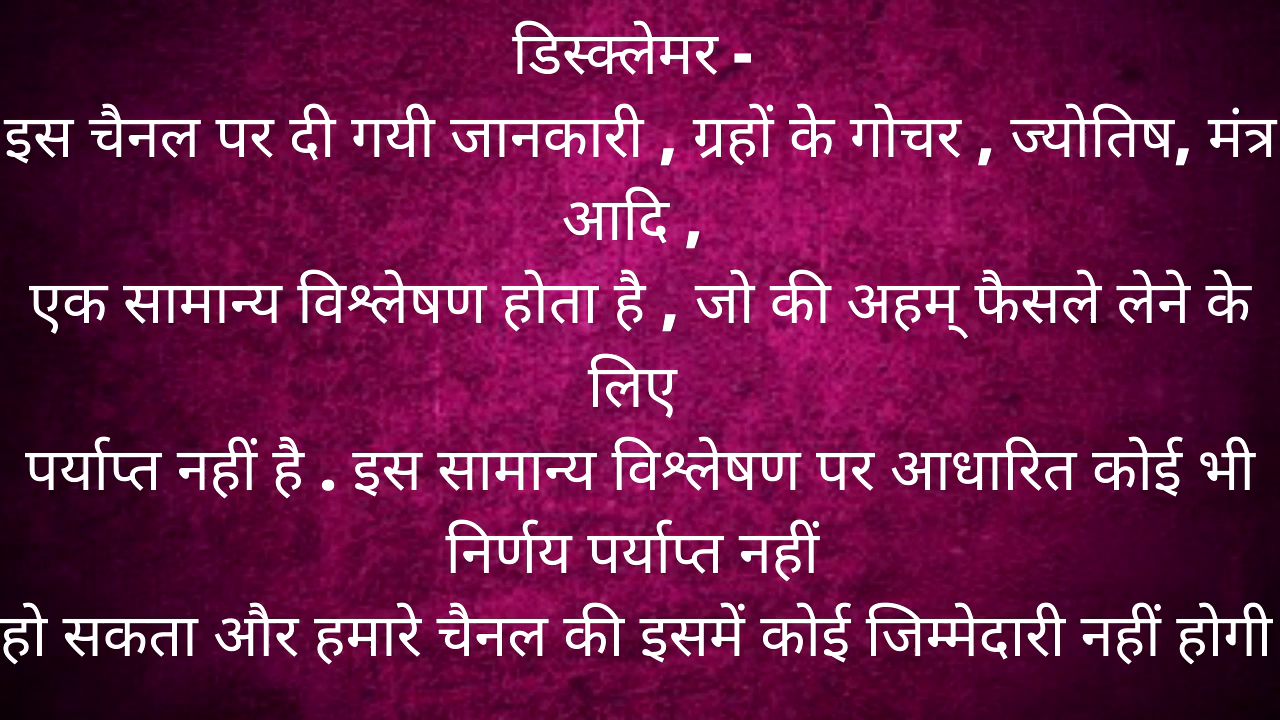 डिस्क्लेमर -
इस चैनल पर दी गयी जानकारी , ग्रहों के गोचर , ज्योतिष, मंत्र
आदि ,
एक सामान्य विश्लेषण होता है , जो की अहम् फैसले लेने के
लिए
पर्याप्त नहीं है . इस सामान्य विश्लेषण पर आधारित कोई भी
निर्णय पर्याप्त नहीं
हो सकता और हमारे चैनल की इसमें कोई जिम्मेदारी नहीं होगी